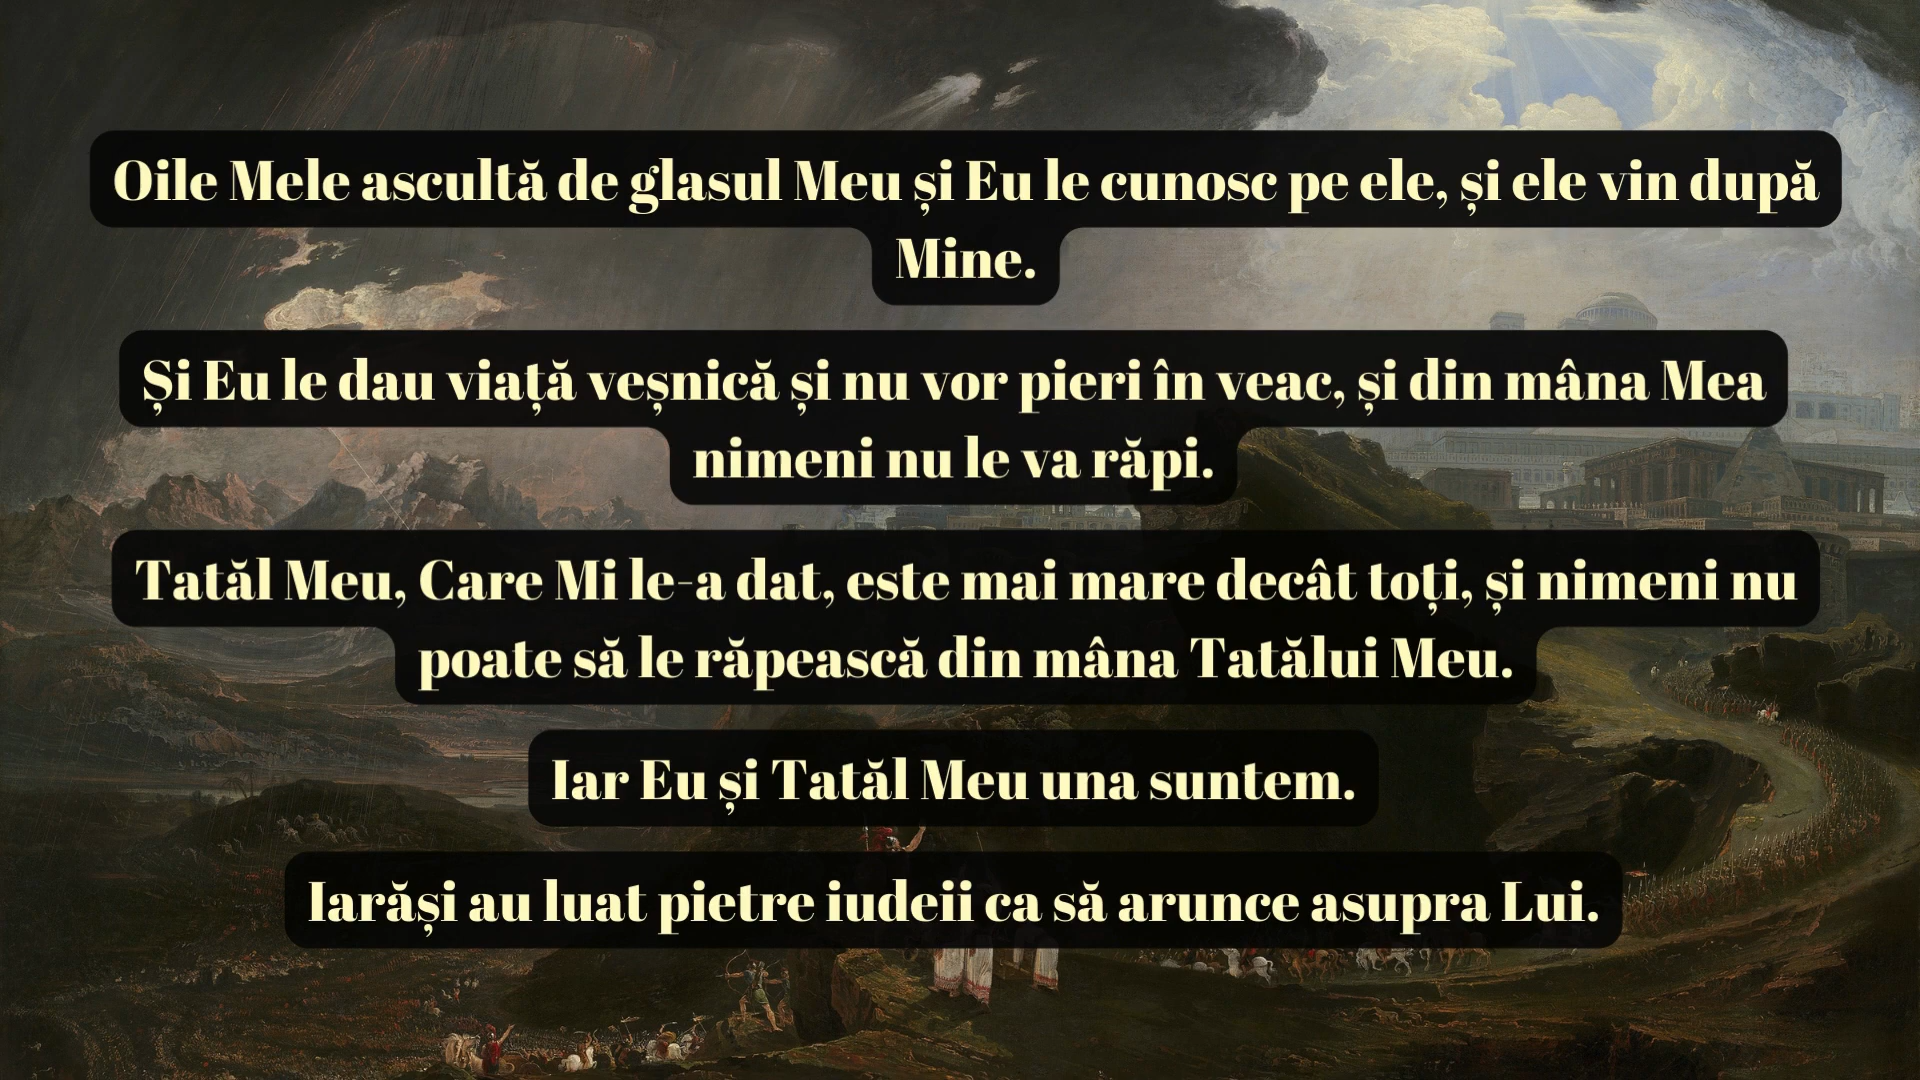 Oile Mele ascultă de glasul Meu și Eu le cunosc pe ele, și ele vin după
Mine.
Și Eu le dau viață veșnică și nu vor pieri în veac, și din mâna Mea
nimeni nu le va răpi.
Tatăl Meu, Care Mi le-a dat, este mai mare decât toți, și nimeni nu
poate să le răpească din mâna Tatălui Meu.
Iar Eu și Tatăl Meu una suntem.
Iarăși au luat pietre iudeii ca să arunce asupra Lui.